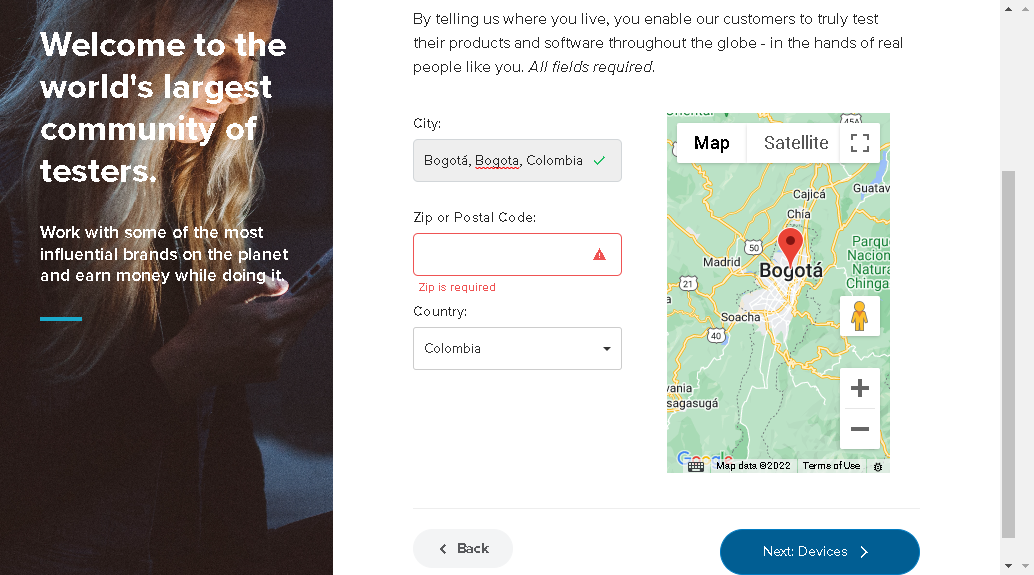 Welcome to the
world's largest
community of
testers.
Work with some of the most
influential brands on the planet
and earn money while doing it.
By telling us where you live, you enable our customers to truly test
their products and software throughout the globe - in the hands of real
people like you. All fields required.
City:
Bogotá, Bogota, Colombia
Zip or Postal Code:
Zip is required
Country:
Colombia
Map
Satellite
45A
Cajicá
Guatav
Chía
50
Madrid
Bogotá
Parqu
Nacion
Natura
Chinga
21
Soacha
40
vania
sagasugá
Google
Map data ©2022
Terms of Use
Back
Next: Devices